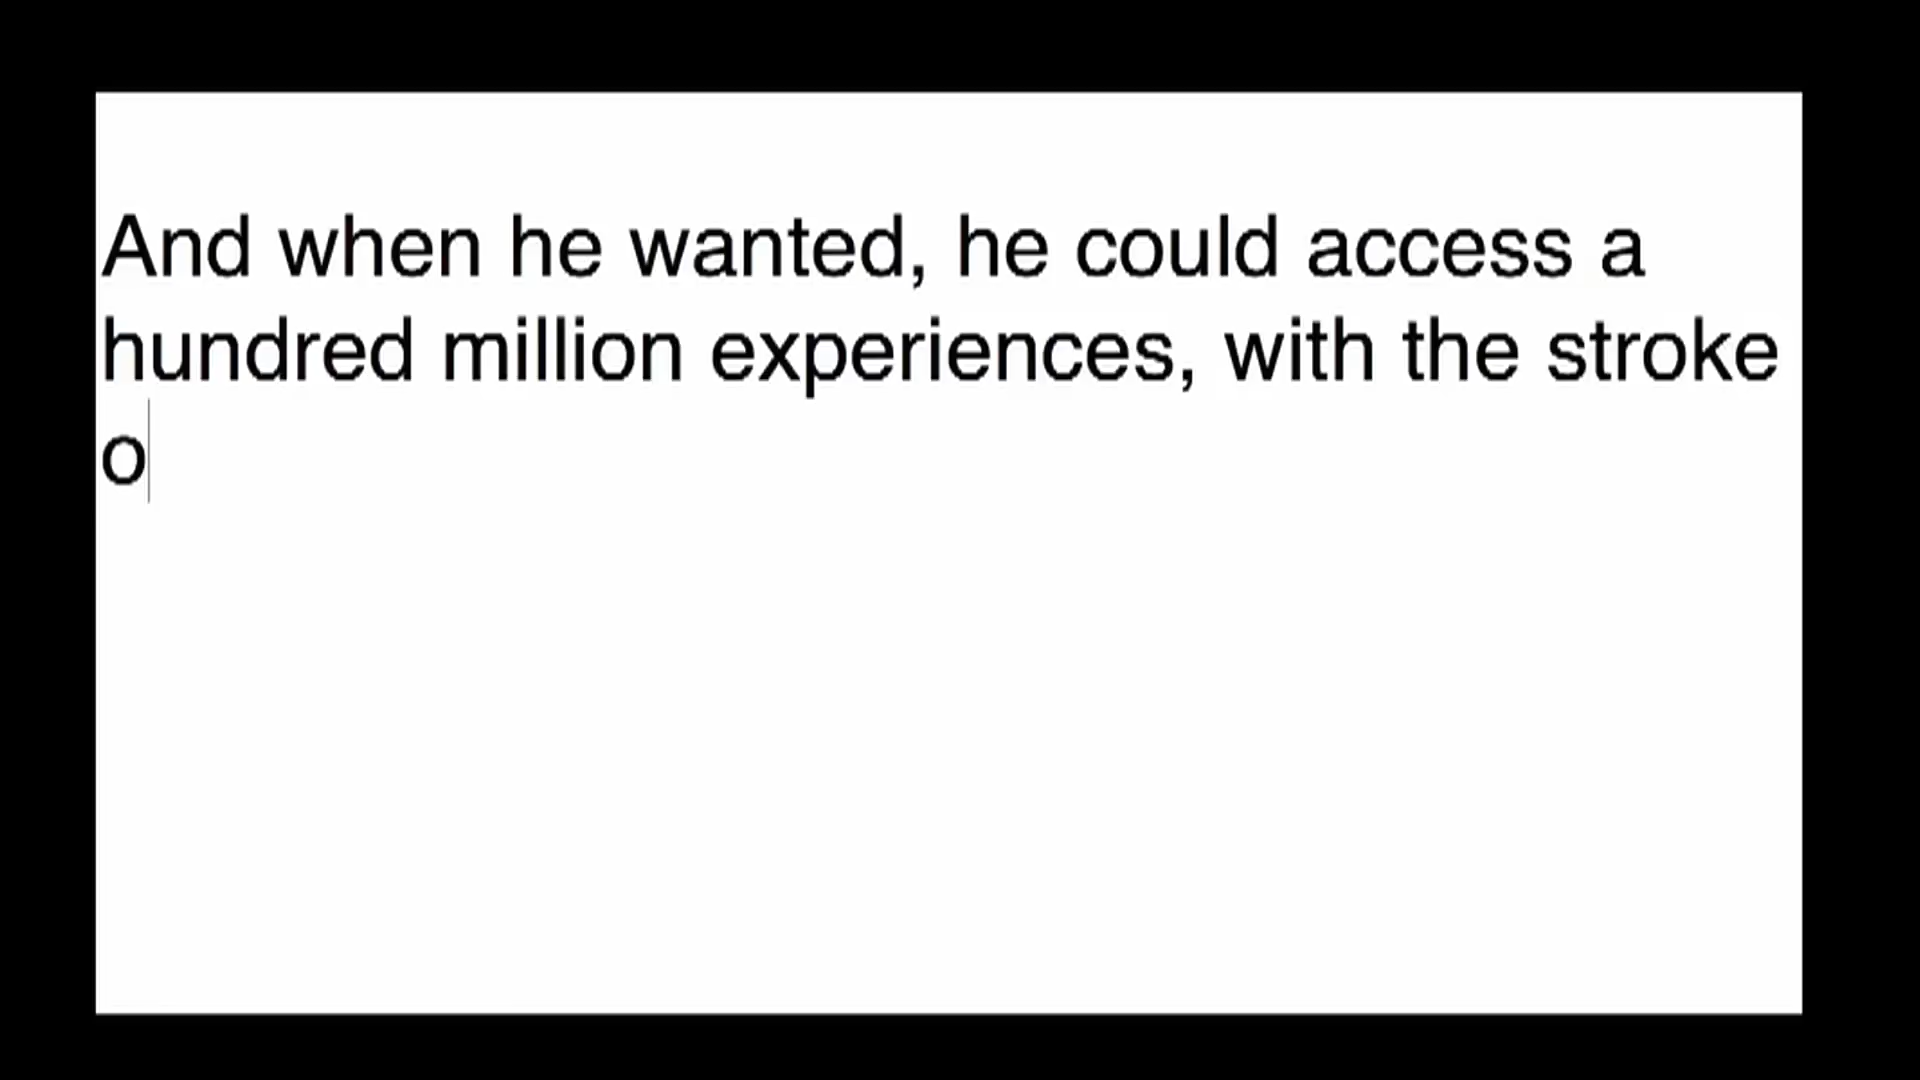 And when he wanted, he could access a
hundred million experiences, with the stroke
o